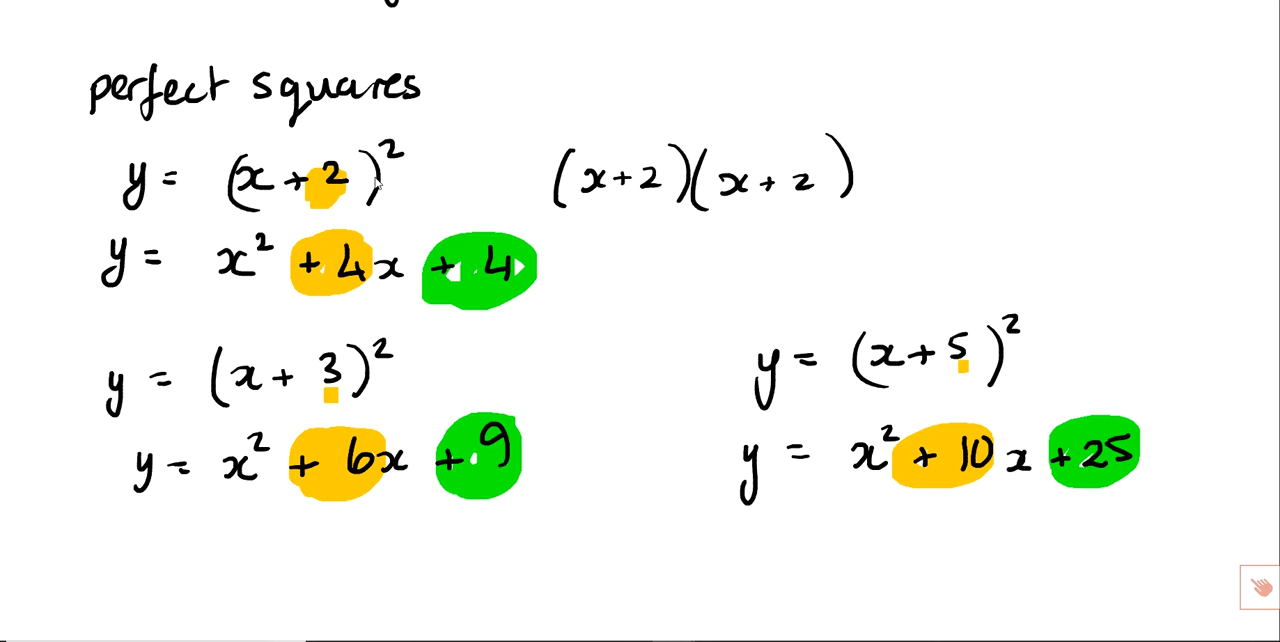 perfect squares
y = (x + 2)² (x + 2)(x + 2)
y = x² + 4x + 4
y = (x + 3)²
y = x² + 6x + 9
y = (x + 5)²
y = x² + 10x + 25